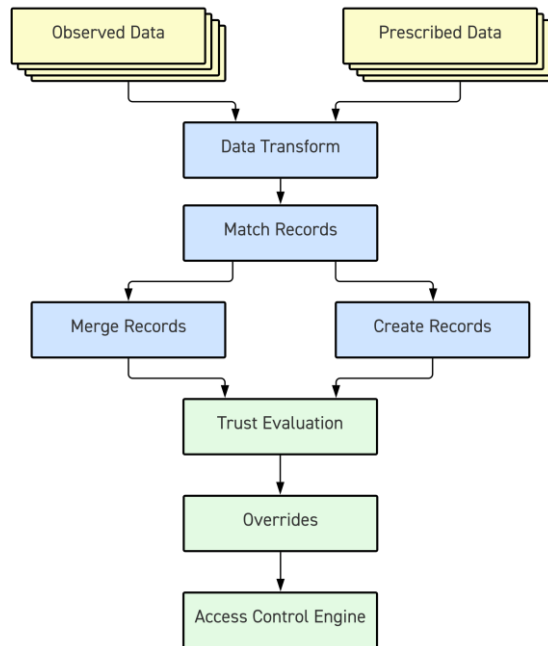 Observed Data
Prescribed Data
Data Transform
Match Records
Merge Records
Create Records
Trust Evaluation
Overrides
Access Control Engine